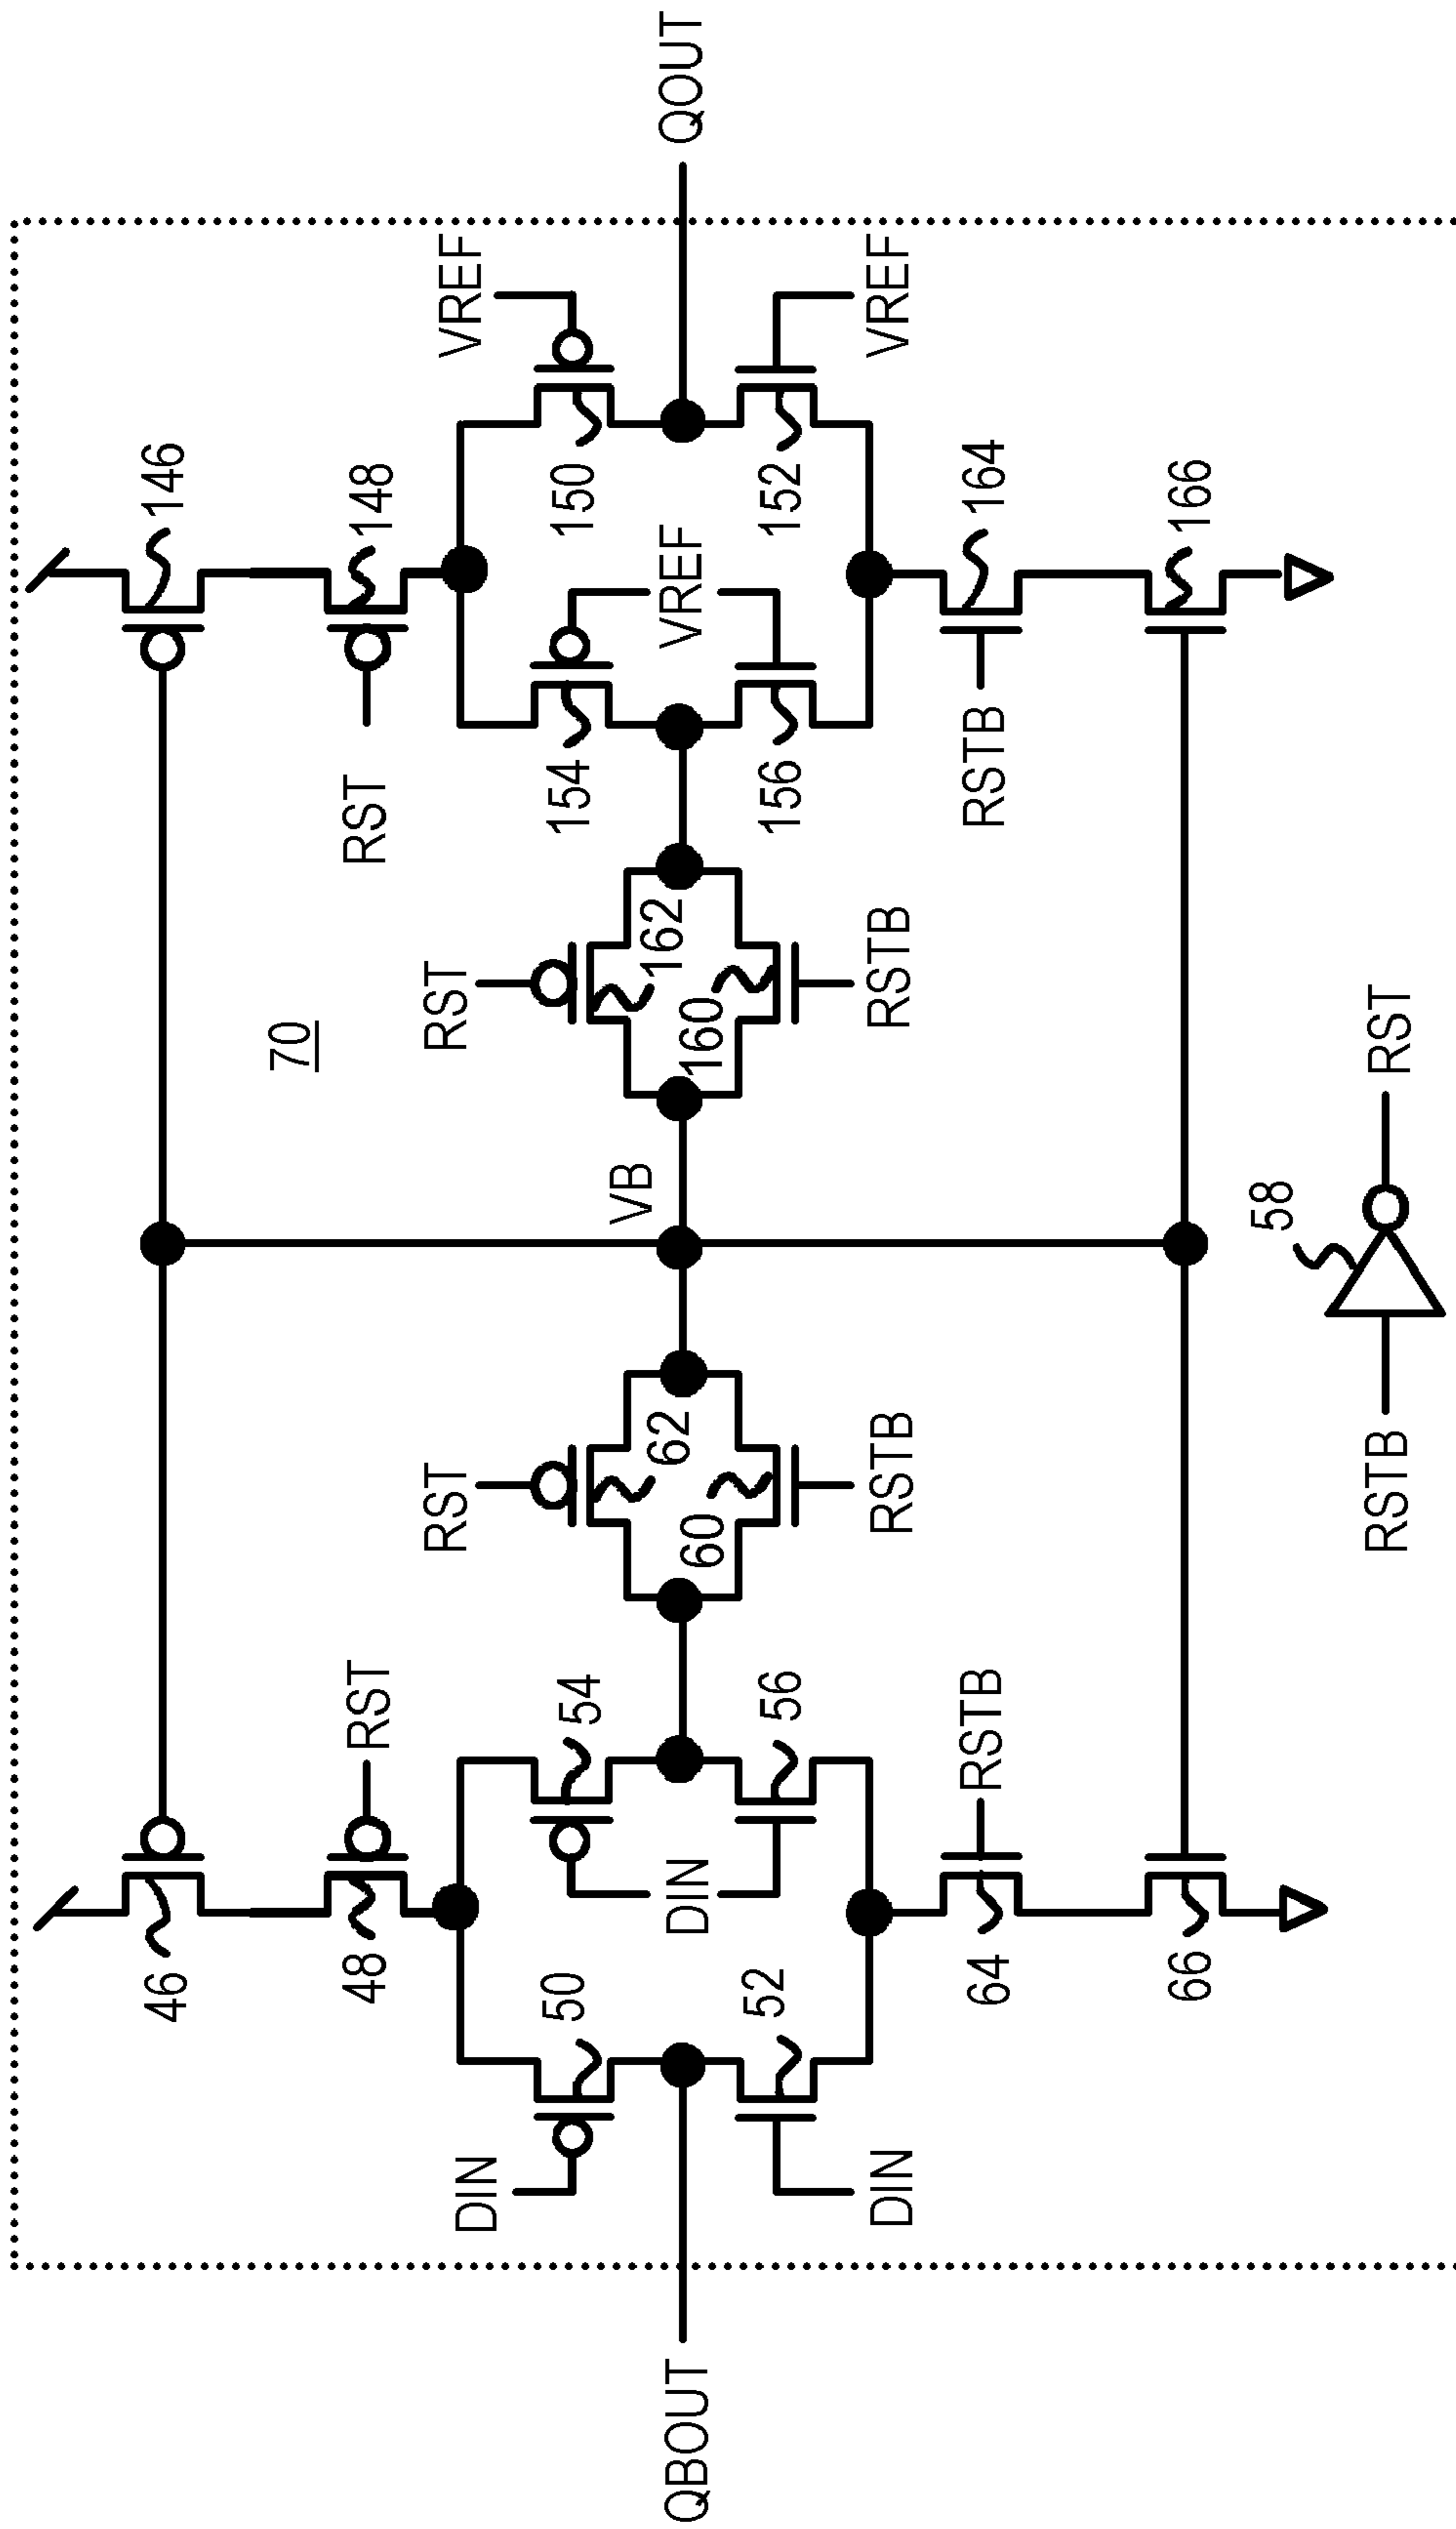 46
146
48
RST
RST
148
70
DIN
50
54
RST
RST
154
150
VREF
62
162
QBOUT
DIN
VB
VREF
QOUT
60
160
DIN
52
56
RSTB
RSTB
156
152
VREF
64
RSTB
RSTB
164
66
166
58
RSTB
RST